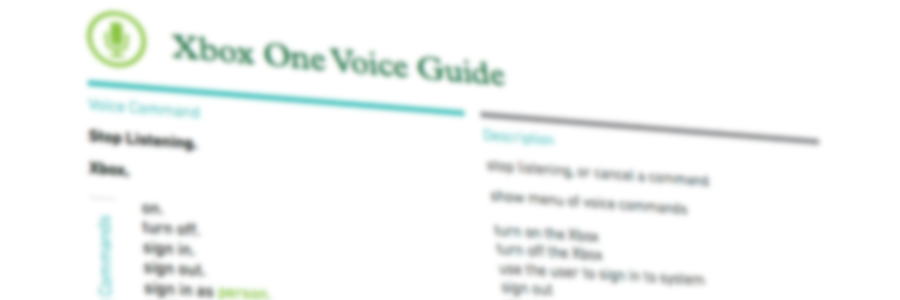 Xbox One Voice Guide
Voice Command
Description
Stop Listening.
stop listening, or cancel a command
Xbox.
show menu of voice commands
Commands
on.
turn on the Xbox
turn off.
turn off the Xbox
sign in.
use the user to sign in to system
sign out.
sign out
sign in as person.